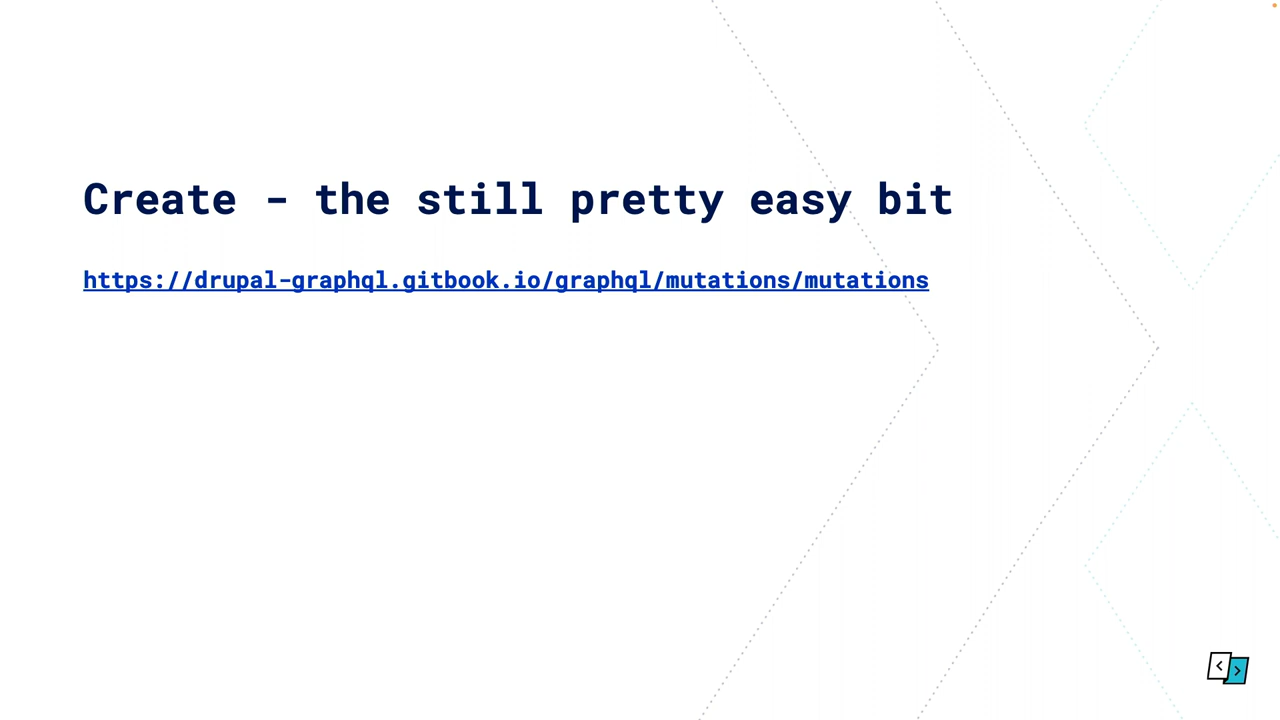 Create - the still pretty easy bit
https://drupal-graphql.gitbook.io/graphql/mutations/mutations